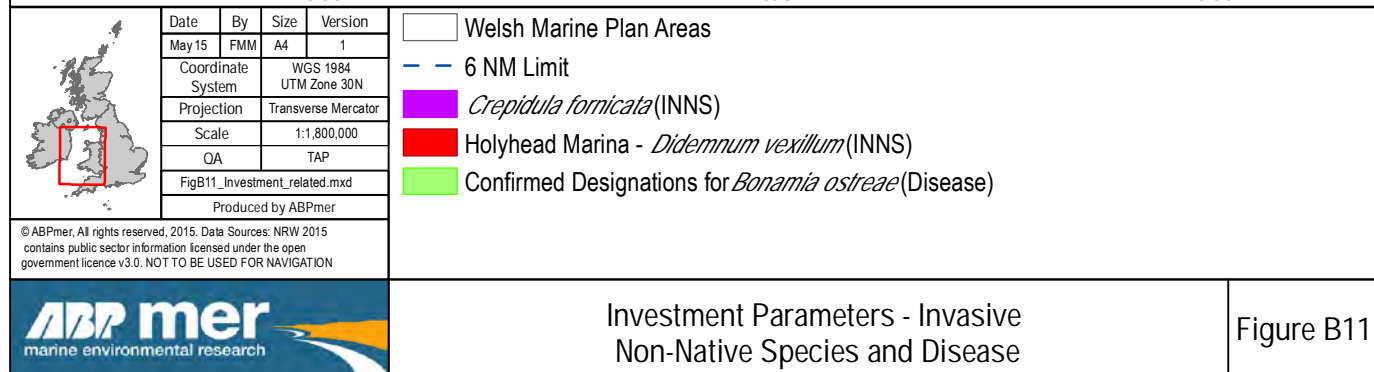 Date By Size Version
May 15 FMM A4 1
Coordinate System WGS 1984 UTM Zone 30N
Projection Transverse Mercator
Scale 1:1,800,000
QA TAP
FigB11_Investment_related.mxd
Produced by ABPmer
© ABPmer, All rights reserved, 2015. Data Sources: NRW 2015
contains public sector information licensed under the open
government licence v3.0. NOT TO BE USED FOR NAVIGATION
Welsh Marine Plan Areas
6 NM Limit
Crepidula fornicata (INNS)
Holyhead Marina - Didemnum vexillum (INNS)
Confirmed Designations for Bonamia ostreae (Disease)
ABP mer
marine environmental research
Investment Parameters - Invasive
Non-Native Species and Disease
Figure B11